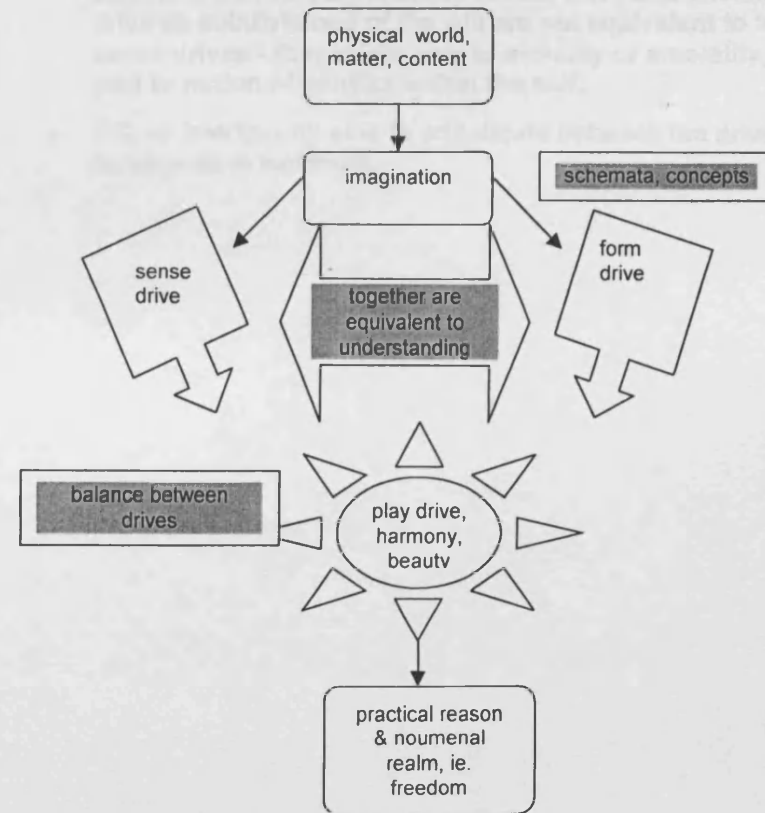 physical world,
matter, content
imagination
schemata, concepts
sense
drive
form
drive
together are
equivalent to
understanding
balance between
drives
play drive,
harmony,
beauty
practical reason
& noumenal
realm, ie.
freedom